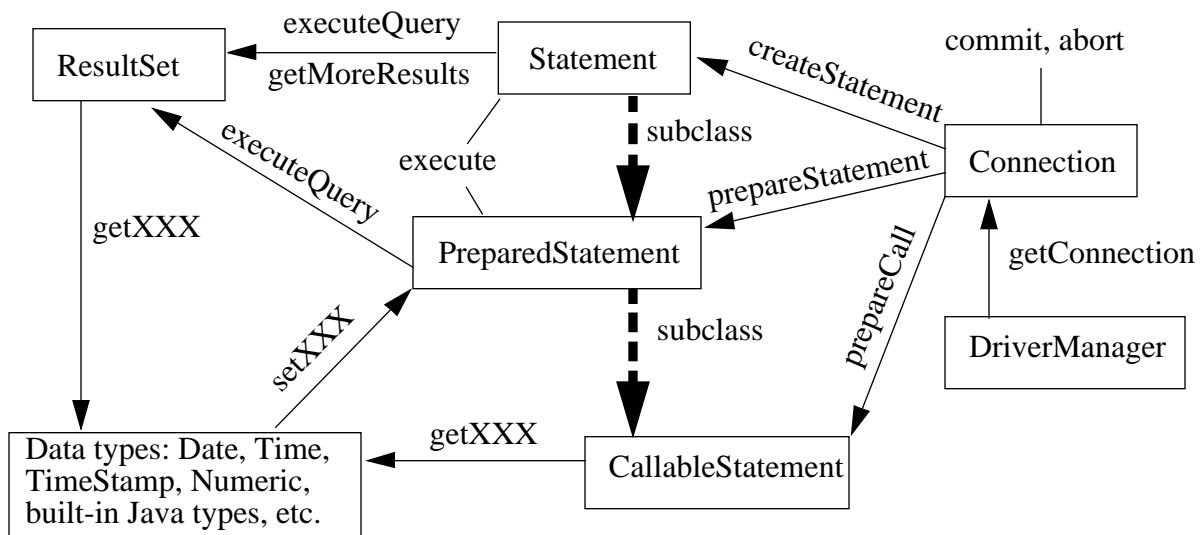 executeQuery
ResultSet
getMoreResults
Statement
createStatement
commit, abort
subclass
execute
executeQuery
prepareStatement
Connection
getXXX
PreparedStatement
getConnection
prepareCall
setXXX
subclass
DriverManager
Data types: Date, Time,
TimeStamp, Numeric,
built-in Java types, etc.
getXXX
CallableStatement